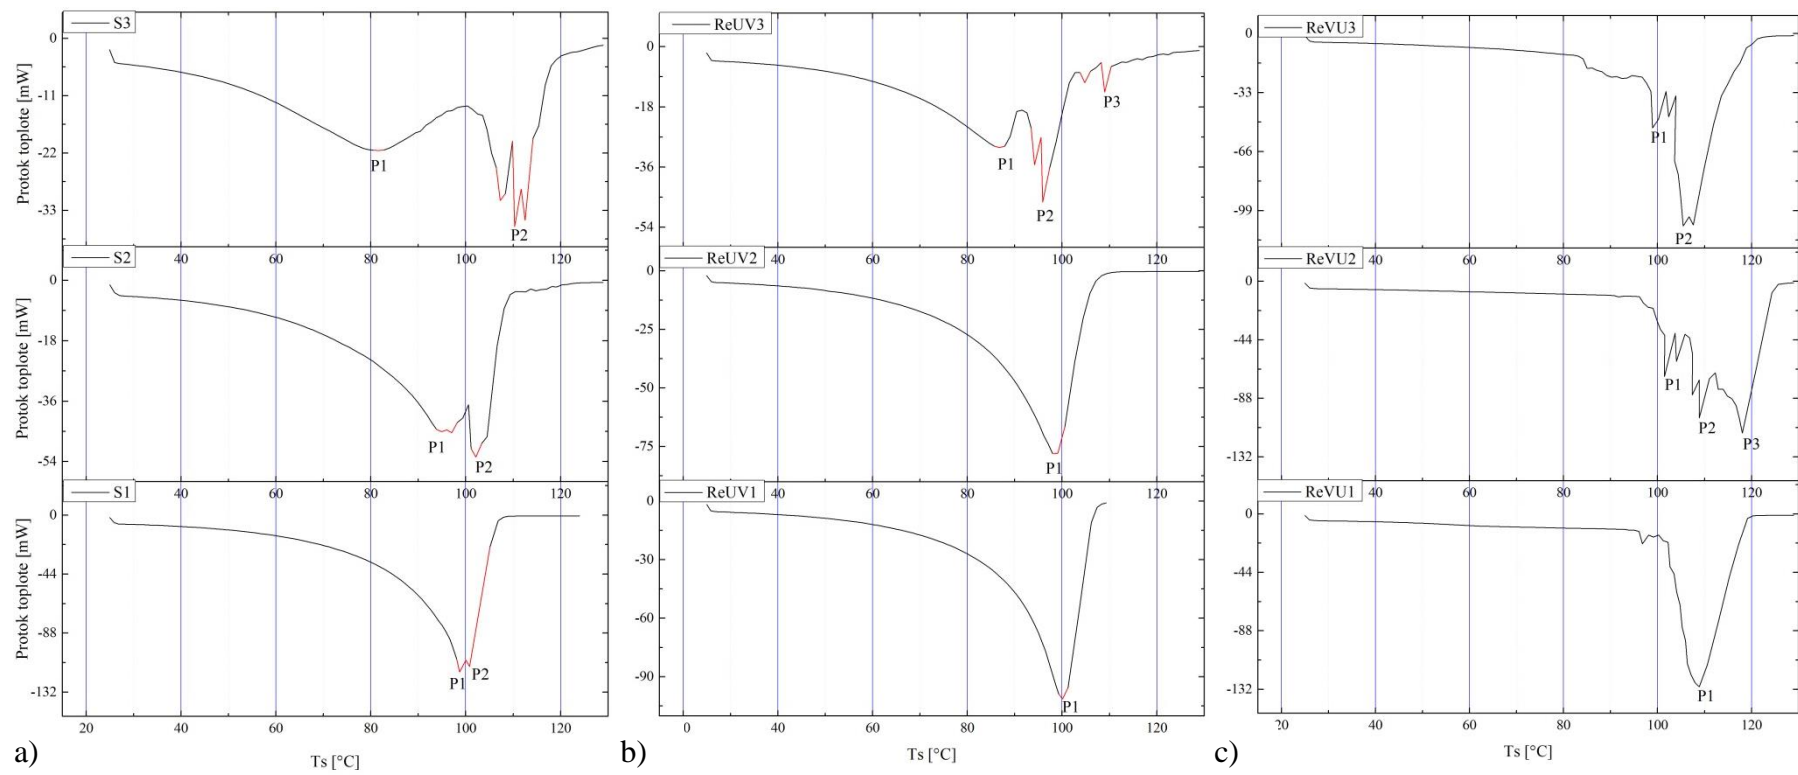 S3
Protok toplote [mW]
0
-11
-22
-33
P1
P2
40 60 80 100 120
S2
Protok toplote [mW]
0
-18
-36
-54
P1
P2
40 60 80 100 120
S1
Protok toplote [mW]
0
-44
-88
-132
P1
P2
20 40 60 80 100 120
a)
Ts [°C]
ReUV3
0
-18
-36
-54
P1
P2
P3
40 60 80 100 120
ReUV2
0
-25
-50
-75
P1
40 60 80 100 120
ReUV1
0
-30
-60
-90
P1
0 40 60 80 100 120
b)
Ts [°C]
ReVU3
0
-33
-66
-99
P1
P2
40 60 80 100 120
ReVU2
0
-44
-88
-132
P1
P2
P3
40 60 80 100 120
ReVU1
0
-44
-88
-132
P1
20 40 60 80 100 120
c)
Ts [°C]